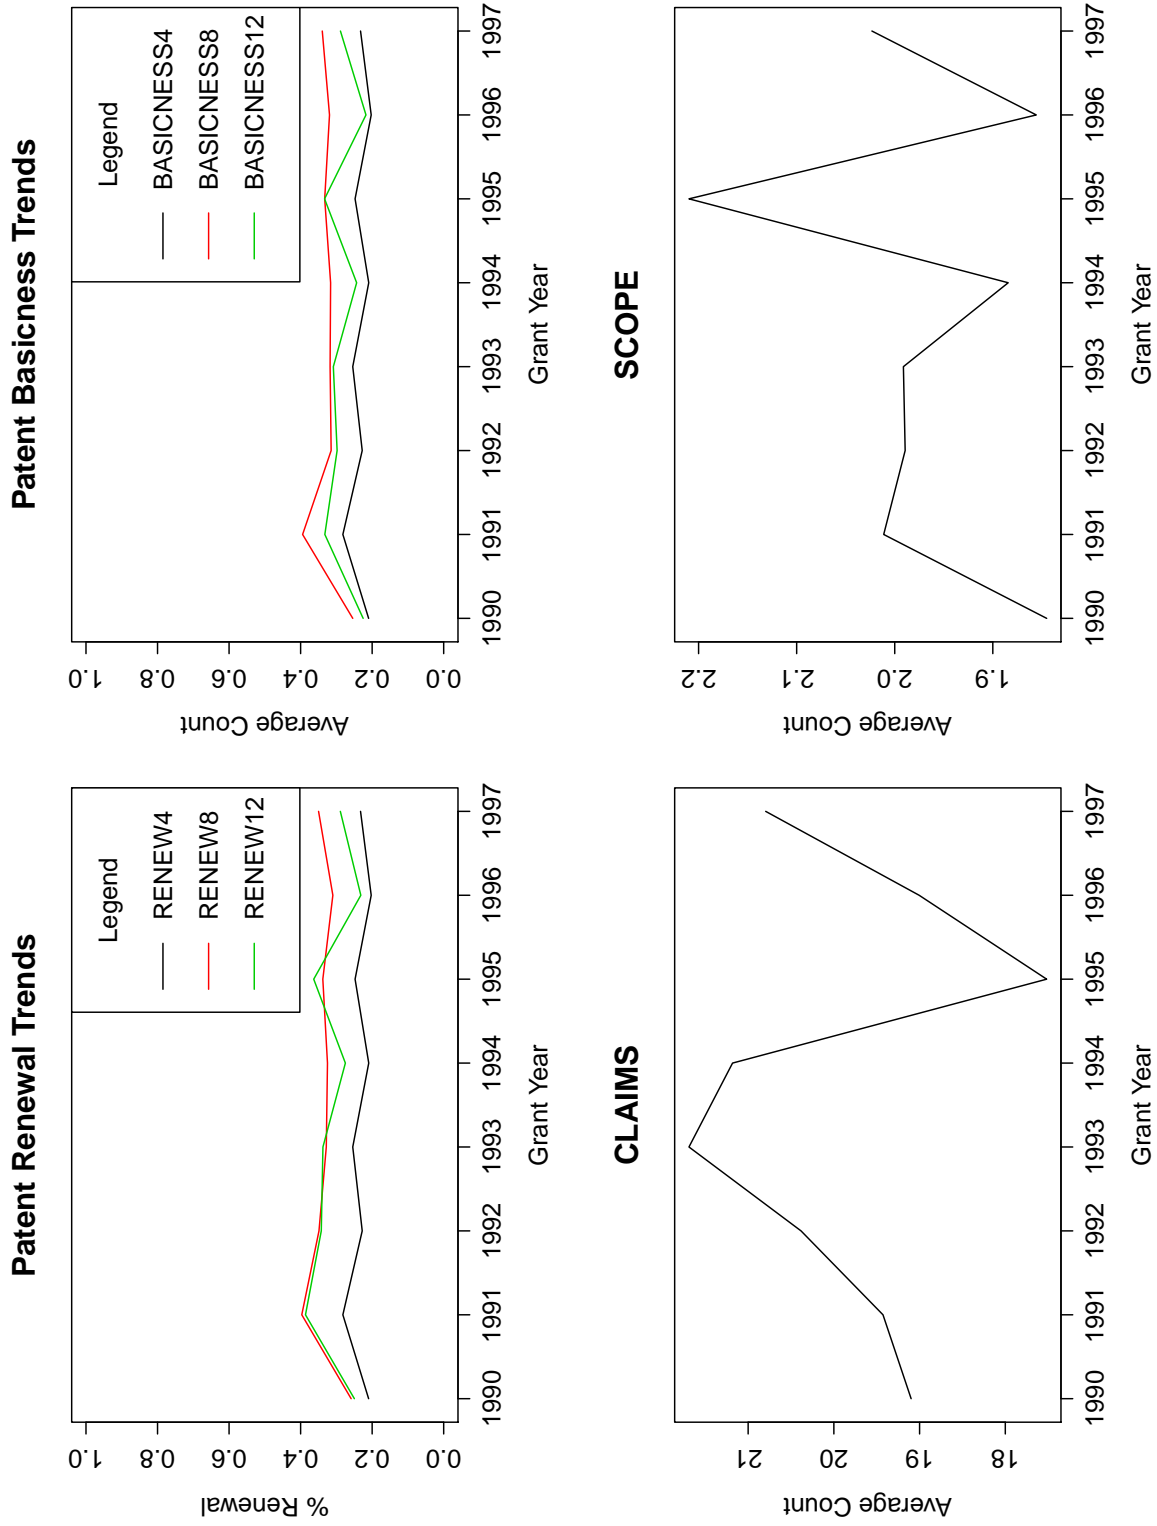 Patent Renewal Trends
% Renewal
1.0
0.8
0.6
0.4
0.2
0.0
Legend
RENEW4
RENEW8
RENEW12
1990 1991 1992 1993 1994 1995 1996 1997
Grant Year
Patent Basicness Trends
Average Count
1.0
0.8
0.6
0.4
0.2
0.0
Legend
BASICNESS4
BASICNESS8
BASICNESS12
1990 1991 1992 1993 1994 1995 1996 1997
Grant Year
CLAIMS
Average Count
21
20
19
18
1990 1991 1992 1993 1994 1995 1996 1997
Grant Year
SCOPE
Average Count
2.2
2.1
2.0
1.9
1990 1991 1992 1993 1994 1995 1996 1997
Grant Year